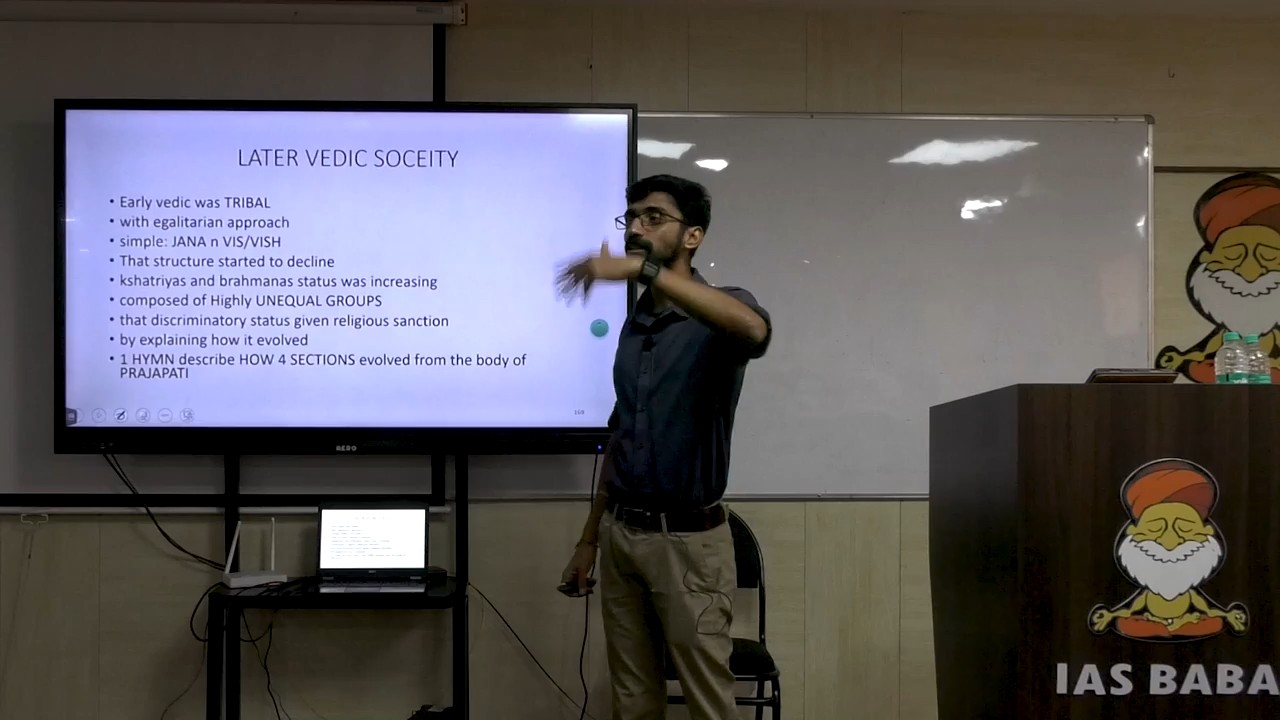 LATER VEDIC SOCEITY
• Early vedic was TRIBAL
• with egalitarian approach
• simple: JANA n VIS/VISH
• That structure started to decline
• kshatriyas and brahmanas status was increasing
• composed of Highly UNEQUAL GROUPS
• that discriminatory status given religious sanction
• by explaining how it evolved
• 1 HYMN describe HOW 4 SECTIONS evolved from the body of
PRAJAPATI
IAS BABA